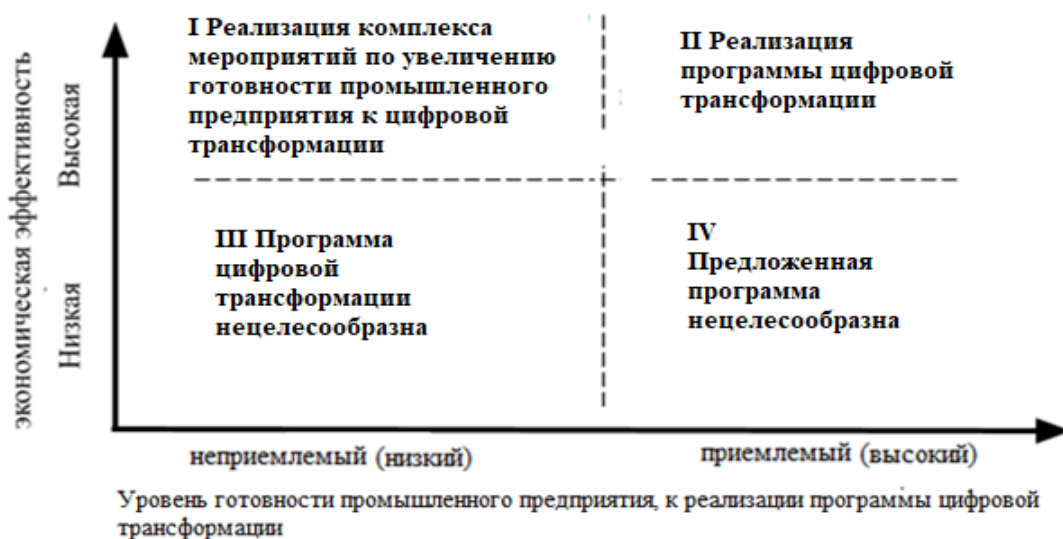 экономическая эффективность
Высокая
Низкая
I Реализация комплекса
мероприятий по увеличению
готовности промышленного
предприятия к цифровой
трансформации
II Реализация
программы цифровой
трансформации
III Программа
цифровой
трансформации
нецелесообразна
IV
Предложенная
программа
нецелесообразна
неприемлемый (низкий)
приемлемый (высокий)
Уровень готовности промышленного предприятия, к реализации программы цифровой
трансформации